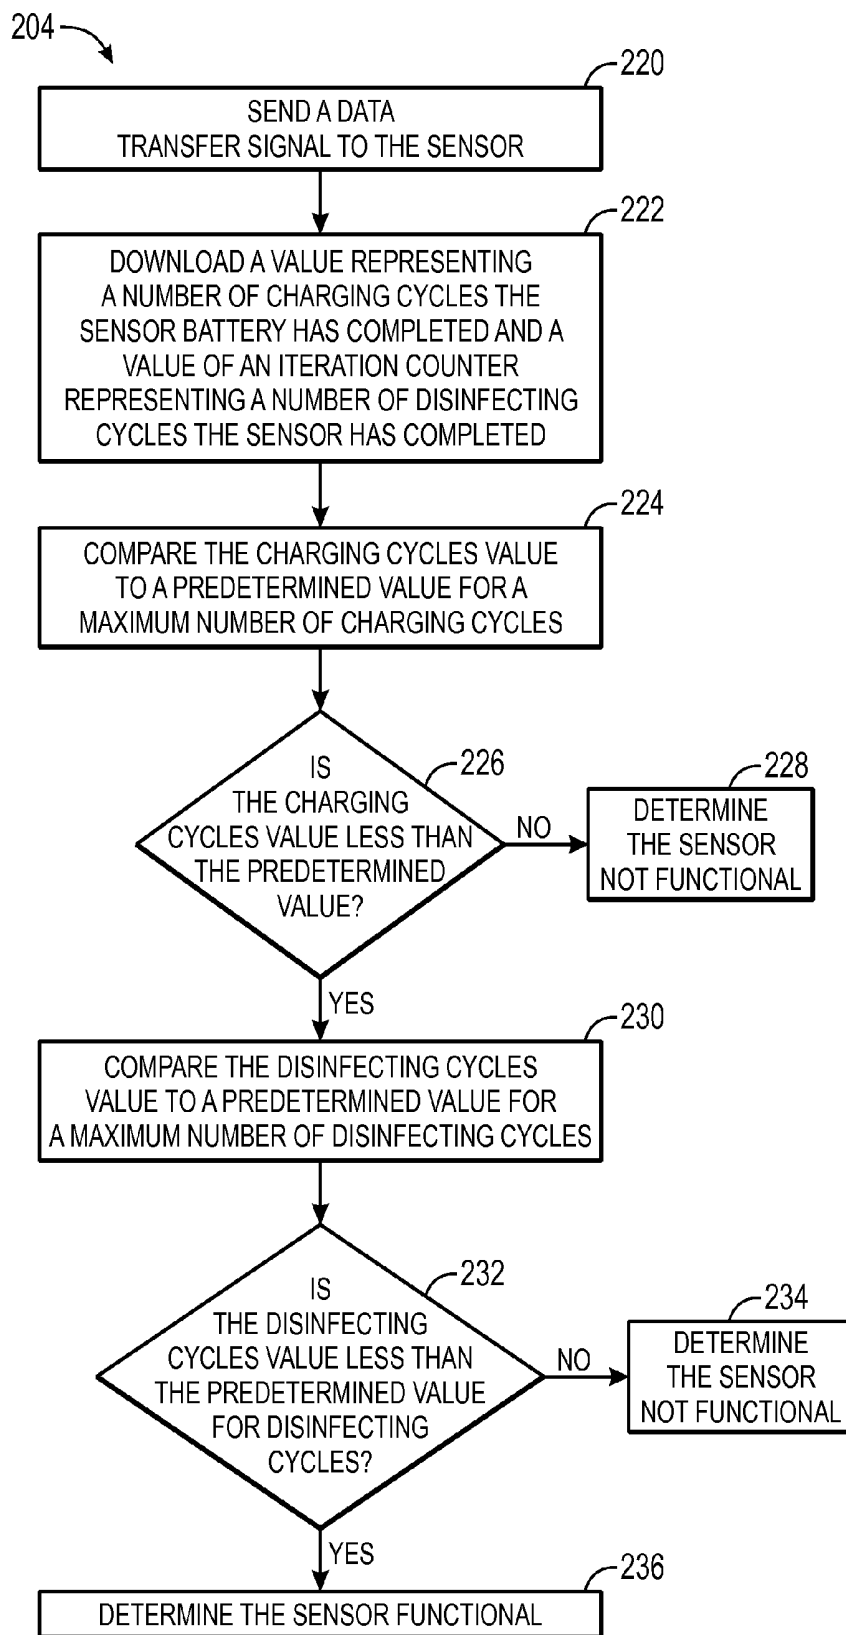 204
220
SEND A DATA
TRANSFER SIGNAL TO THE SENSOR
222
DOWNLOAD A VALUE REPRESENTING
A NUMBER OF CHARGING CYCLES THE
SENSOR BATTERY HAS COMPLETED AND A
VALUE OF AN ITERATION COUNTER
REPRESENTING A NUMBER OF DISINFECTING
CYCLES THE SENSOR HAS COMPLETED
224
COMPARE THE CHARGING CYCLES VALUE
TO A PREDETERMINED VALUE FOR A
MAXIMUM NUMBER OF CHARGING CYCLES
226
IS
THE CHARGING
CYCLES VALUE LESS THAN
THE PREDETERMINED
VALUE?
NO
228
DETERMINE
THE SENSOR
NOT FUNCTIONAL
YES
230
COMPARE THE DISINFECTING CYCLES
VALUE TO A PREDETERMINED VALUE FOR
A MAXIMUM NUMBER OF DISINFECTING CYCLES
232
IS
THE DISINFECTING
CYCLES VALUE LESS THAN
THE PREDETERMINED VALUE
FOR DISINFECTING
CYCLES?
NO
234
DETERMINE
THE SENSOR
NOT FUNCTIONAL
YES
236
DETERMINE THE SENSOR FUNCTIONAL